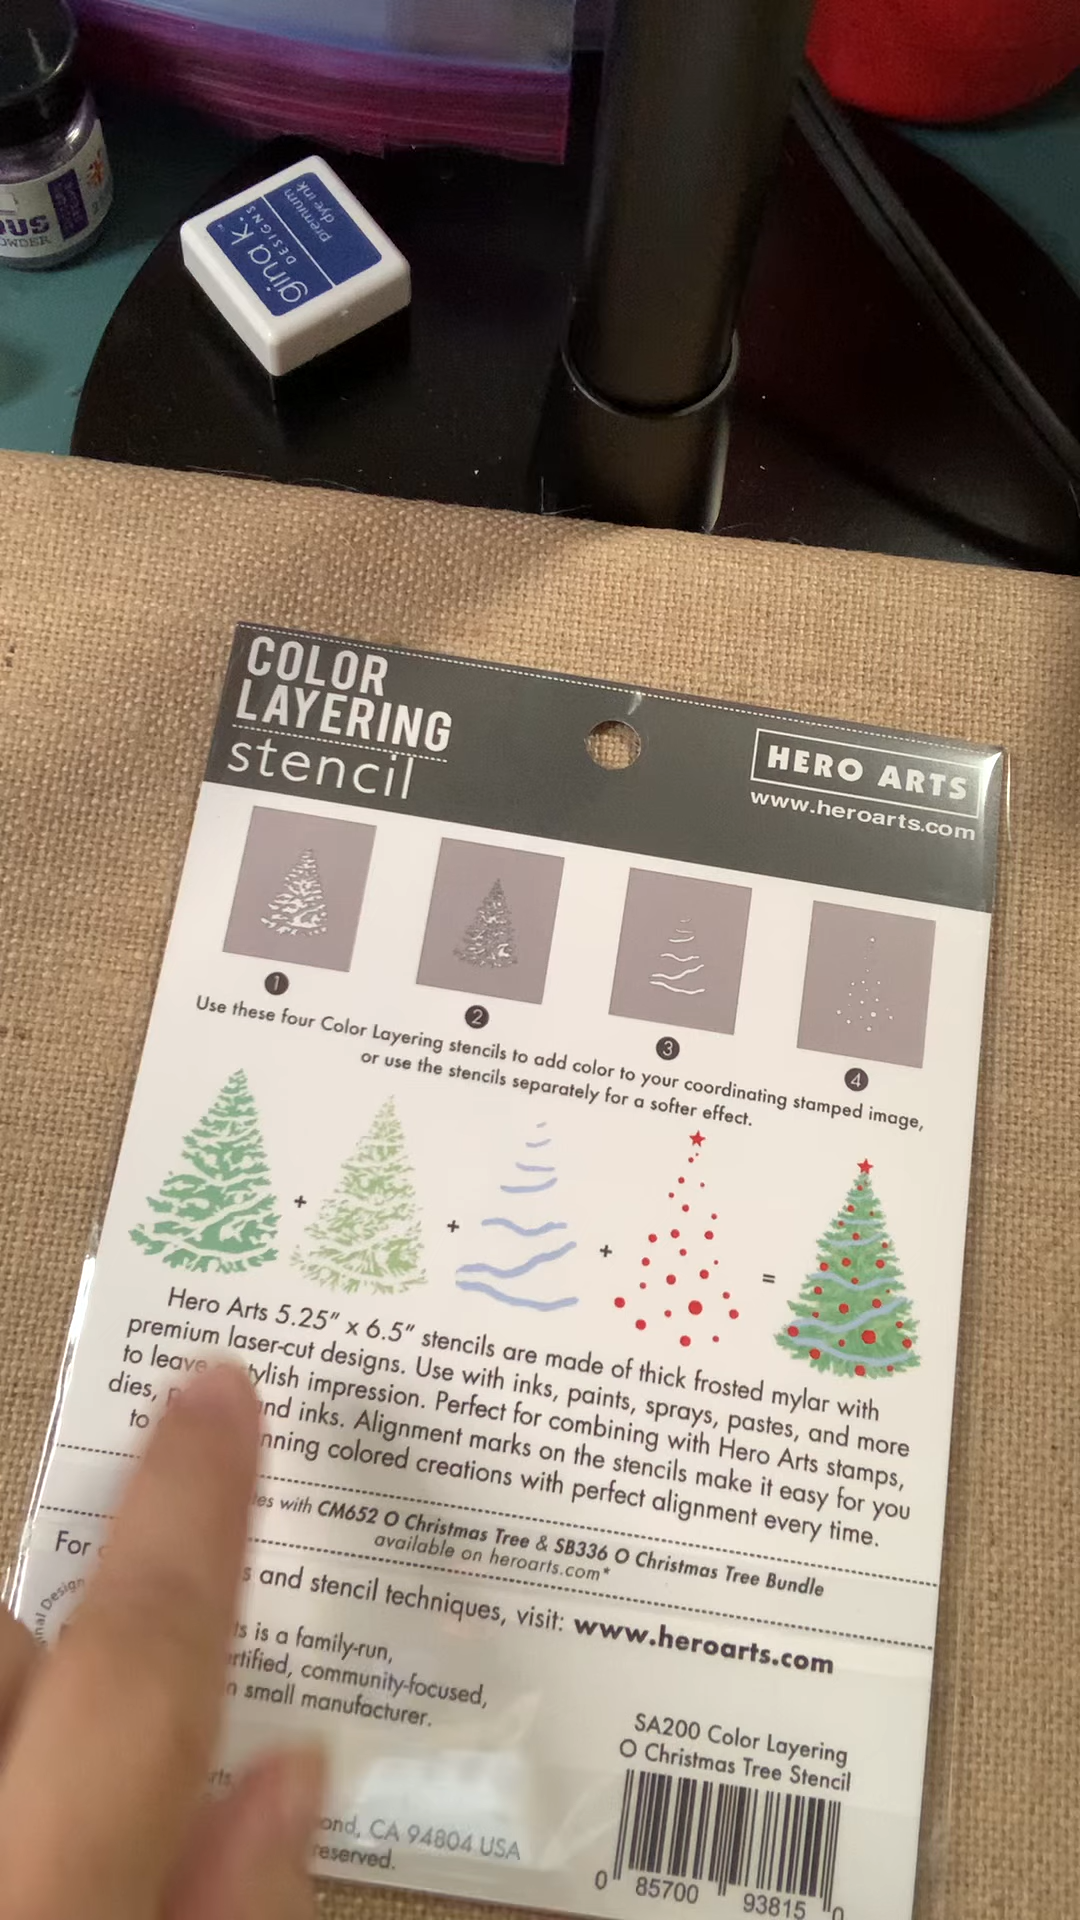 OUS
gina k.
DESIGNS
premium
dye ink
COLOR
LAYERING
stencil
HERO ARTS
www.heroarts.com
1
2
3
4
Use these four Color Layering stencils to add color to your coordinating stamped image,
or use the stencils separately for a softer effect.
+
+
+
=
Hero Arts 5.25" x 6.5" stencils are made of thick frosted mylar with
premium laser-cut designs. Use with inks, paints, sprays, pastes, and more
to leave stylish impression. Perfect for combining with Hero Arts stamps,
dies, and inks. Alignment marks on the stencils make it easy for you
to colored creations with perfect alignment every time.
with CM652 O Christmas Tree & SB336 O Christmas Tree Bundle
available on heroarts.com*
For and stencil techniques, visit: www.heroarts.com
is a family-run,
community-focused,
small manufacturer.
CA 94804 USA
SA200 Color Layering
O Christmas Tree Stencil
0 85700 93815 0